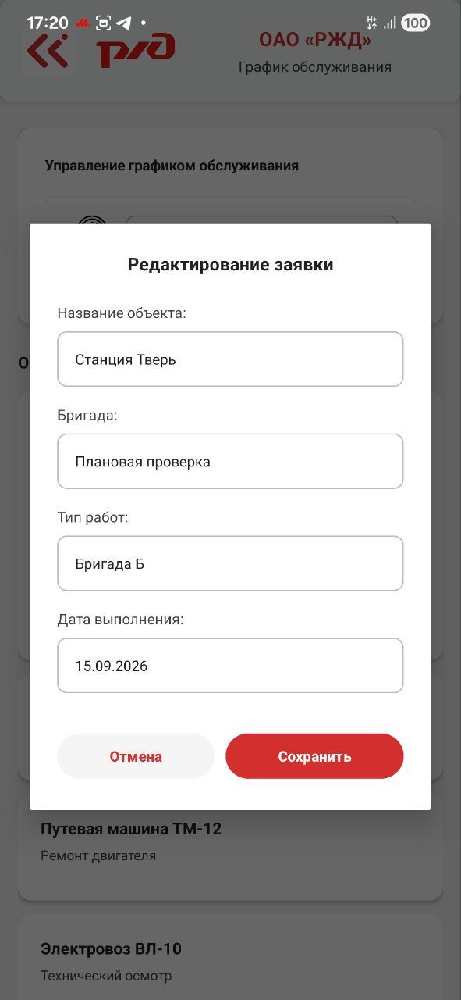 17:20
H+
100
РЖД
ОАО «РЖД»
График обслуживания
Управление графиком обслуживания
О
Редактирование заявки
Название объекта:
Станция Тверь
Бригада:
Плановая проверка
Тип работ:
Бригада Б
Дата выполнения:
15.09.2026
Отмена
Сохранить
Путевая машина ТМ-12
Ремонт двигателя
Электровоз ВЛ-10
Технический осмотр